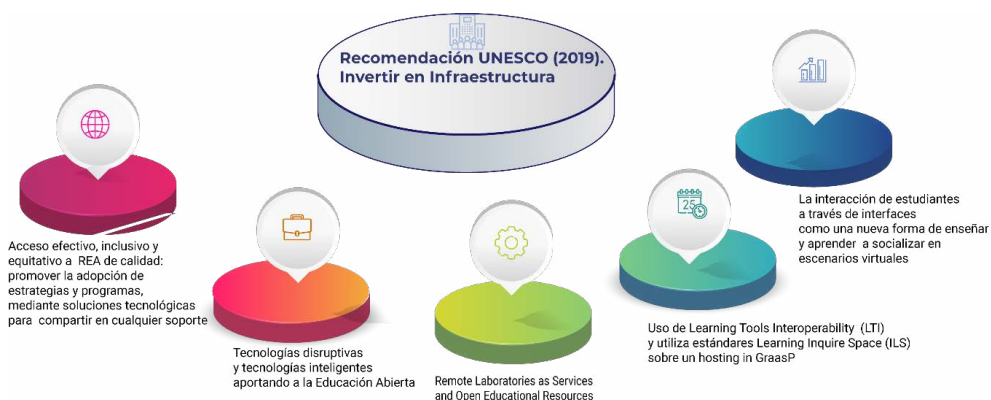 Recomendación UNESCO (2019).
Invertir en Infraestructura
Acceso efectivo, inclusivo y
equitativo a REA de calidad:
promover la adopción de
estrategias y programas,
mediante soluciones tecnológicas
para compartir en cualquier soporte
Tecnologías disruptivas
y tecnologías inteligentes
aportando a la Educación Abierta
Remote Laboratories as Services
and Open Educational Resources
25
Uso de Learning Tools Interoperability (LTI)
y utiliza estándares Learning Inquire Space (ILS)
sobre un hosting in GraasP
La interacción de estudiantes
a través de interfaces
como una nueva forma de enseñar
y aprender a socializar en
escenarios virtuales